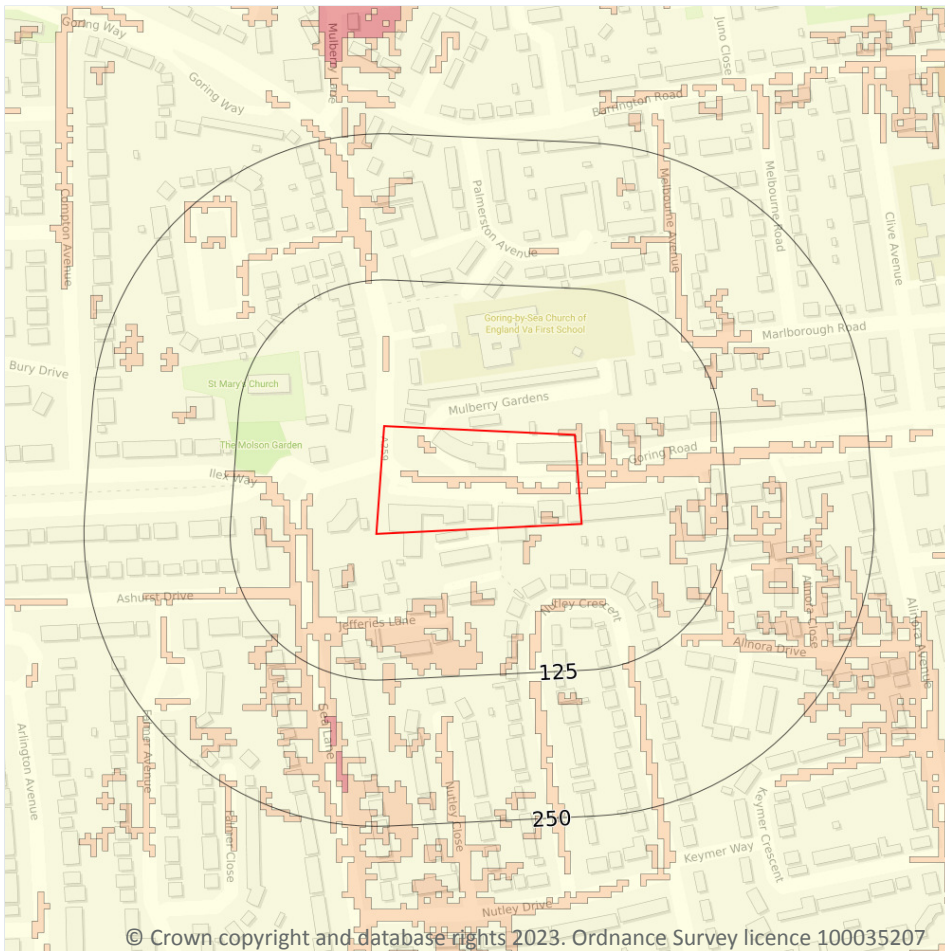 Goring Way
Mulberry Lane
Juno Close
Goring Way
Barrington Road
Compton Avenue
Palmerston Avenue
Melbourne Avenue
Melbourne Road
Clive Avenue
Goring-by-Sea Church of
England Va First School
Marlborough Road
Bury Drive
St Mary's Church
Mulberry Gardens
The Molson Garden
A259
Goring Road
Ilex Way
Ashurst Drive
Nutley Crescent
Jefferies Lane
Alinora Close
Alinora Avenue
Alinora Drive
125
Sea Lane
Arlington Avenue
Nutley Close
Keymer Crescent
250
Keymer Way
Nutley Drive
© Crown copyright and database rights 2023. Ordnance Survey licence 100035207